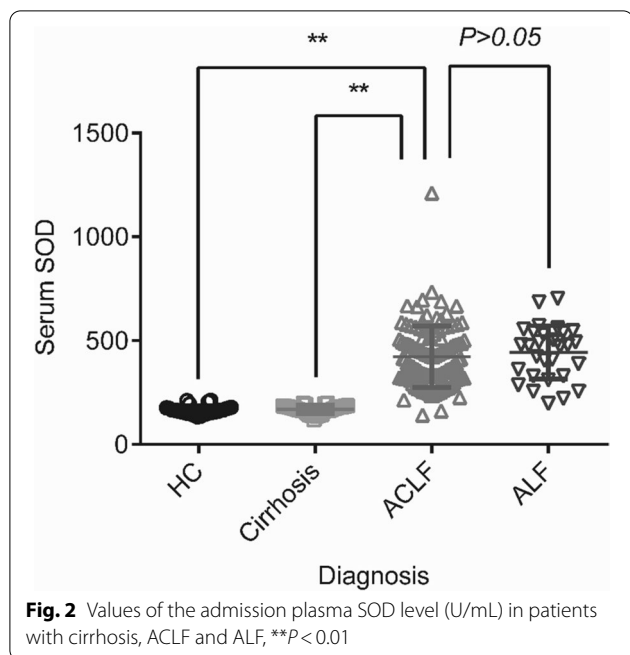 ** P>0.05
**
1500
1000
500
0
Serum SOD
HC Cirrhosis ACLF ALF
Diagnosis
Fig. 2 Values of the admission plasma SOD level (U/mL) in patients
with cirrhosis, ACLF and ALF, **P < 0.01